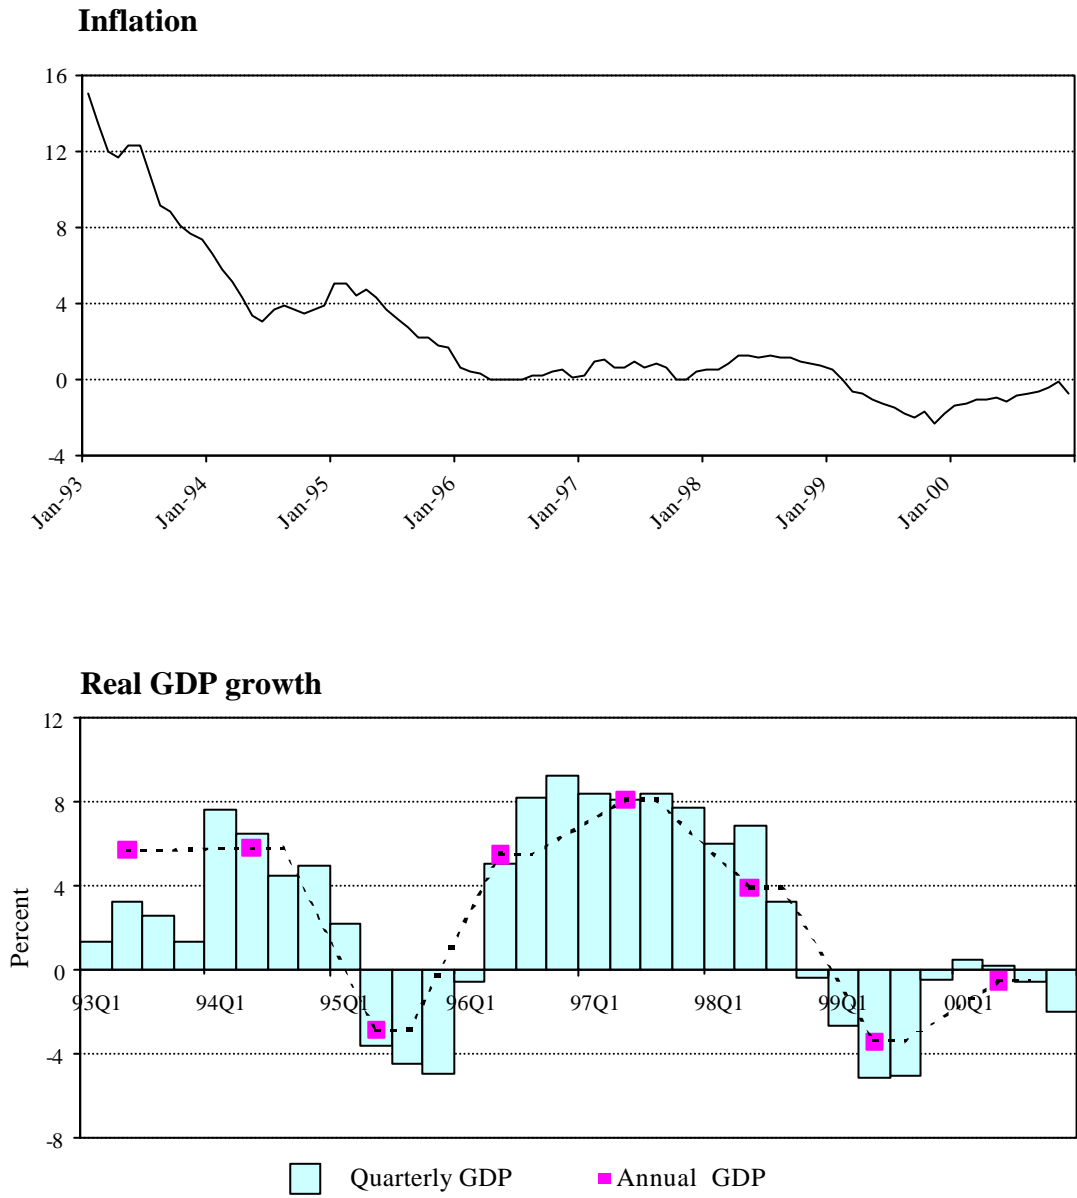 Inflation
16
12
8
4
0
-4
Jan-93
Jan-94
Jan-95
Jan-96
Jan-97
Jan-98
Jan-99
Jan-00
Real GDP growth
12
8
4
0
-4
-8
Percent
93Q1
94Q1
95Q1
96Q1
97Q1
98Q1
99Q1
00Q1
Quarterly GDP
Annual GDP